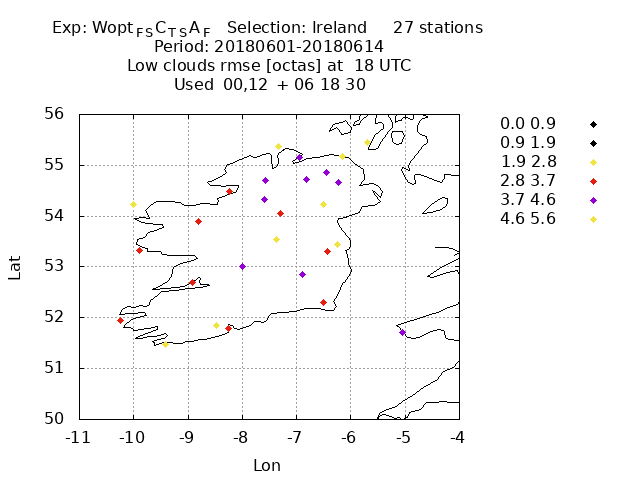 Exp: Wopt FS C TS A F   Selection: Ireland   27 stations
Period: 20180601-20180614
Low clouds rmse [octas] at 18 UTC
Used 00,12 + 06 18 30
56
55
54
53
52
51
50
-11 -10 -9 -8 -7 -6 -5 -4
Lat
Lon
0.0 0.9
0.9 1.9
1.9 2.8
2.8 3.7
3.7 4.6
4.6 5.6